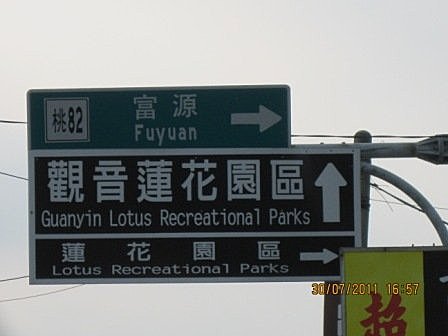 桃82
富源
Fuyuan
觀音蓮花園區
Guanyin Lotus Recreational Parks
蓮花園區
Lotus Recreational Parks
30/07/2011 16:57